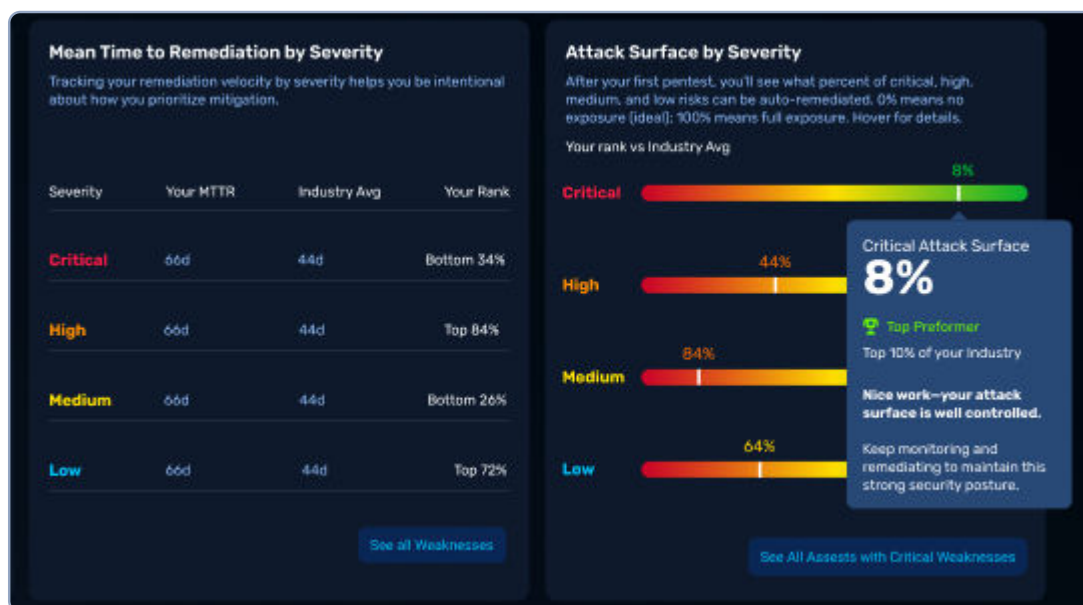 Mean Time to Remediation by Severity
Tracking your remediation velocity by severity helps you be intentional
about how you prioritize mitigation.
Severity Your MTTR Industry Avg Your Rank
Critical 66d 44d Bottom 34%
High 66d 44d Top 84%
Medium 66d 44d Bottom 26%
Low 66d 44d Top 72%
See all Weaknesses
Attack Surface by Severity
After your first pentest, you'll see what percent of critical, high,
medium, and low risks can be auto-remediated. 0% means no
exposure (ideal); 100% means full exposure. Hover for details.
Your rank vs Industry Avg
8%
Critical
44%
High
84%
Medium
64%
Low
Critical Attack Surface
8%
Top Preformer
Top 10% of your Industry
Nice work—your attack
surface is well controlled.
Keep monitoring and
remediating to maintain this
strong security posture.
See All Assests with Critical Weaknesses